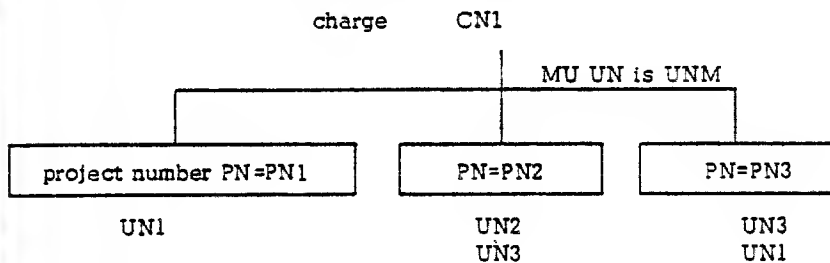 charge CN1
MU UN is UNM
project number PN=PN1 PN=PN2 PN=PN3
UN1 UN2 UN3
UN3 UN1